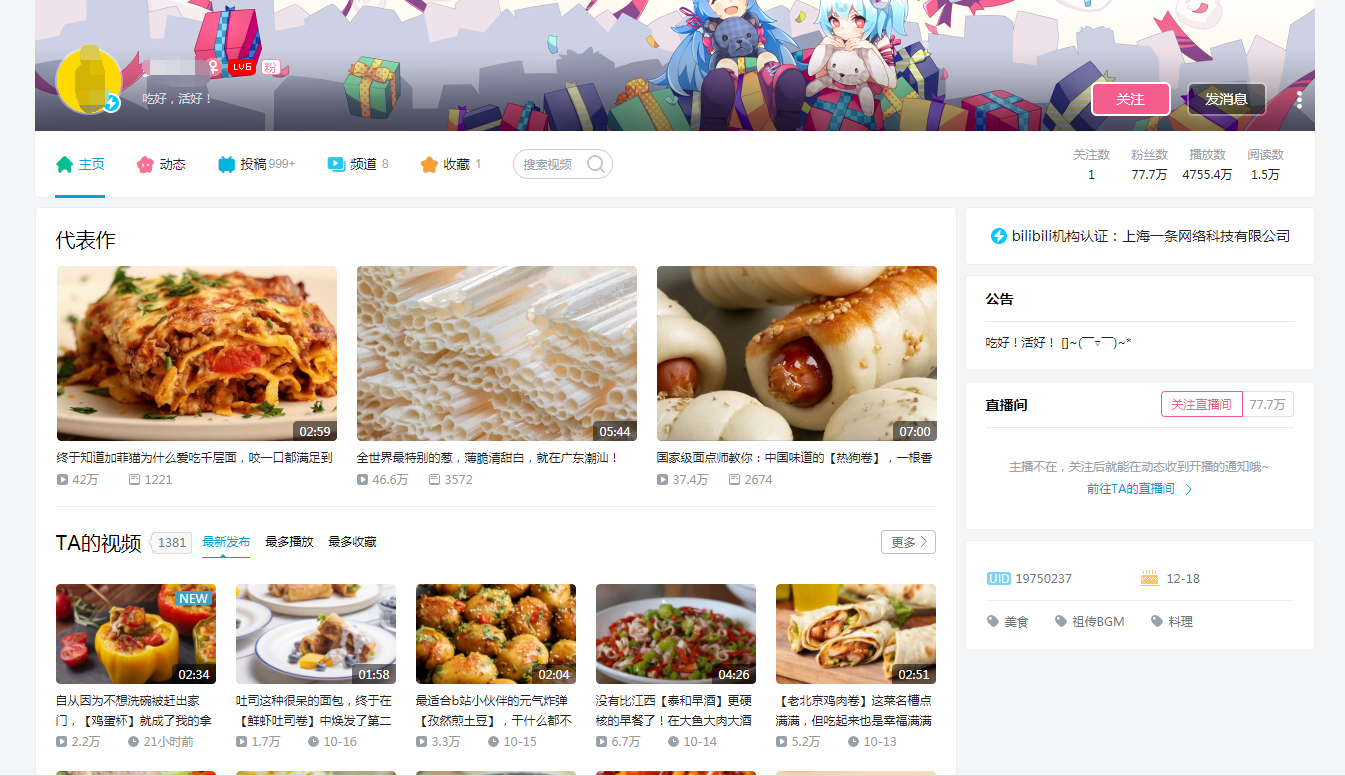 LV6 粉
吃好，活好！
关注 发消息
主页 动态 投稿 999+ 频道 8 收藏 1 搜索视频
关注数 粉丝数 播放数 阅读数
1 77.7万 4755.4万 1.5万
代表作
02:59 05:44 07:00
终于知道加菲猫为什么爱吃千层面，咬一口都满足到
全世界最特别的葱，薄脆清甜白，就在广东潮汕！
国家级面点师教你：中国味道的【热狗卷】，一根香
42万 1221
46.6万 3572
37.4万 2674
TA的视频 1381 最新发布 最多播放 最多收藏 更多
NEW
02:34 01:58 02:04 04:26 02:51
自从因为不想洗碗被赶出家
门，【鸡蛋杯】就成了我的拿
2.2万 21小时前
吐司这种很呆的面包，终于在
【鲜虾吐司卷】中焕发了第二
1.7万 10-16
最适合b站小伙伴的元气炸弹
【孜然煎土豆】，干什么都不
3.3万 10-15
没有比江西【泰和早酒】更硬
核的早餐了！在大鱼大肉大酒
6.7万 10-14
【老北京鸡肉卷】这菜名槽点
满满，但吃起来也是幸福满满
5.2万 10-13
bilibili机构认证：上海一条网络科技有限公司
公告
吃好！活好！ []~(￣▽￣)~*
直播间 关注直播间 77.7万
主播不在，关注后就能在动态收到开播的通知哦~
前往TA的直播间
UID 19750237 12-18
美食 祖传BGM 料理